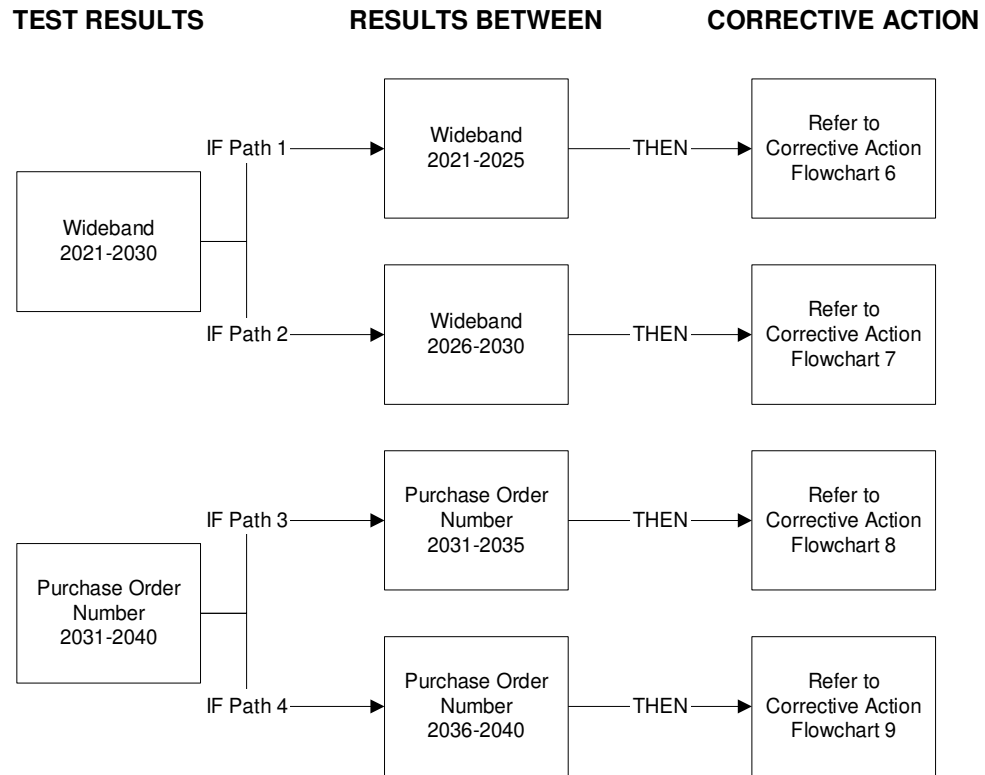 TEST RESULTS
RESULTS BETWEEN
CORRECTIVE ACTION
Wideband
2021-2030
IF Path 1
Wideband
2021-2025
THEN
Refer to
Corrective Action
Flowchart 6
IF Path 2
Wideband
2026-2030
THEN
Refer to
Corrective Action
Flowchart 7
Purchase Order
Number
2031-2040
IF Path 3
Purchase Order
Number
2031-2035
THEN
Refer to
Corrective Action
Flowchart 8
IF Path 4
Purchase Order
Number
2036-2040
THEN
Refer to
Corrective Action
Flowchart 9